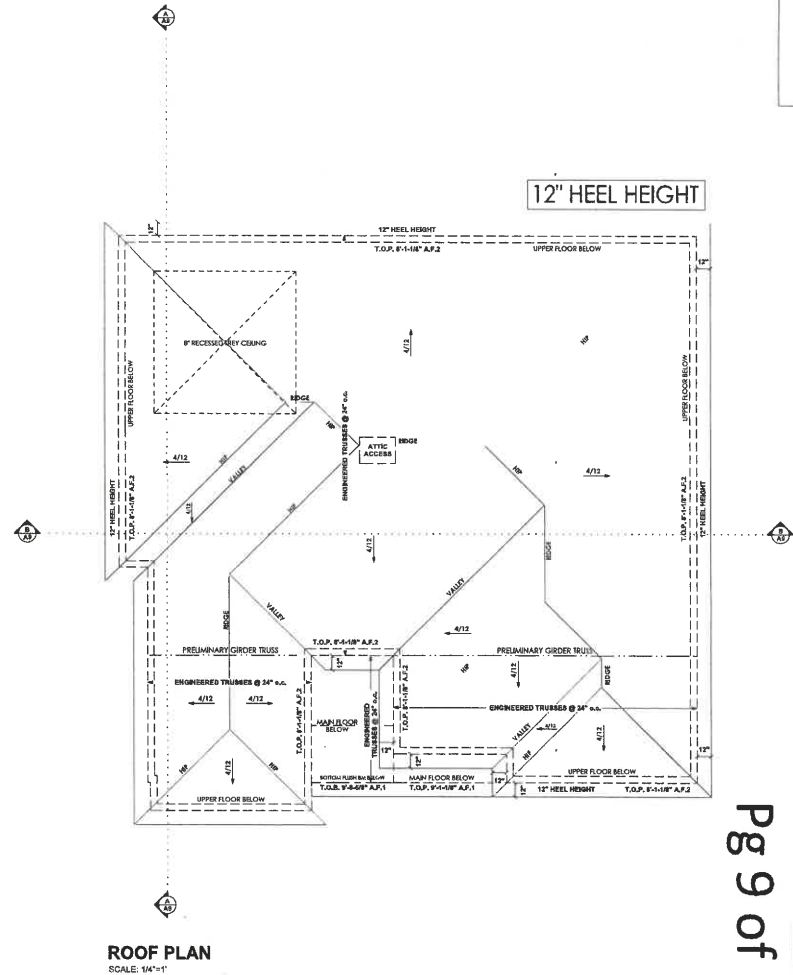 A
A9
12" HEEL HEIGHT
12"
12" HEEL HEIGHT
T.O.P. 8'-1-1/8" A.F.2
UPPER FLOOR BELOW
12"
8" RECESSED TREY CEILING
4/12
HIP
UPPER FLOOR BELOW
UPPER FLOOR BELOW
RIDGE
ENGINEERED TRUSSES @ 24" o.c.
HIP
ATTIC
ACCESS
RIDGE
4/12
HIP
VALLEY
HIP
4/12
12" HEEL HEIGHT
T.O.P. 8'-1-1/8" A.F.2
4/12
HIP
T.O.P. 8'-1-1/8" A.F.2
12" HEEL HEIGHT
B
A9
B
A9
4/12
RIDGE
VALLEY
RIDGE
VALLEY
4/12
T.O.P. 8'-1-1/8" A.F.2
PRELIMINARY GIRDER TRUSS
PRELIMINARY GIRDER TRUSS
12"
HIP
4/12
RIDGE
ENGINEERED TRUSSES @ 24" o.c.
4/12
4/12
T.O.P. 8'-1-1/8" A.F.2
MAIN FLOOR
BELOW
ENGINEERED
TRUSSES @ 24" o.c.
T.O.P. 8'-1-1/8" A.F.2
ENGINEERED TRUSSES @ 24" o.c.
VALLEY
4/12
4/12
12"
HIP
12"
12"
HIP
4/12
HIP
BOTTOM FLUSH BM BELOW
MAIN FLOOR BELOW
12"
UPPER FLOOR BELOW
T.O.P. 9'-1-1/8" A.F.1
12"
12" HEEL HEIGHT
T.O.P. 8'-1-1/8" A.F.2
UPPER FLOOR BELOW
Pg 9 of
A
A9
ROOF PLAN
SCALE: 1/4"=1'